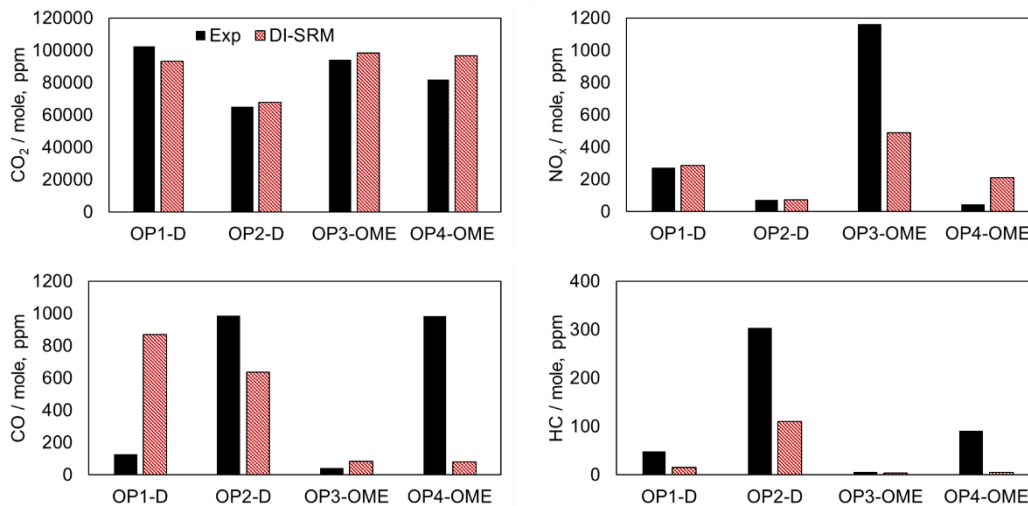 CO2 / mole, ppm
120000
100000
80000
60000
40000
20000
0
Exp DI-SRM
OP1-D OP2-D OP3-OME OP4-OME
NOx / mole, ppm
1200
1000
800
600
400
200
0
OP1-D OP2-D OP3-OME OP4-OME
CO / mole, ppm
1200
1000
800
600
400
200
0
OP1-D OP2-D OP3-OME OP4-OME
HC / mole, ppm
400
300
200
100
0
OP1-D OP2-D OP3-OME OP4-OME